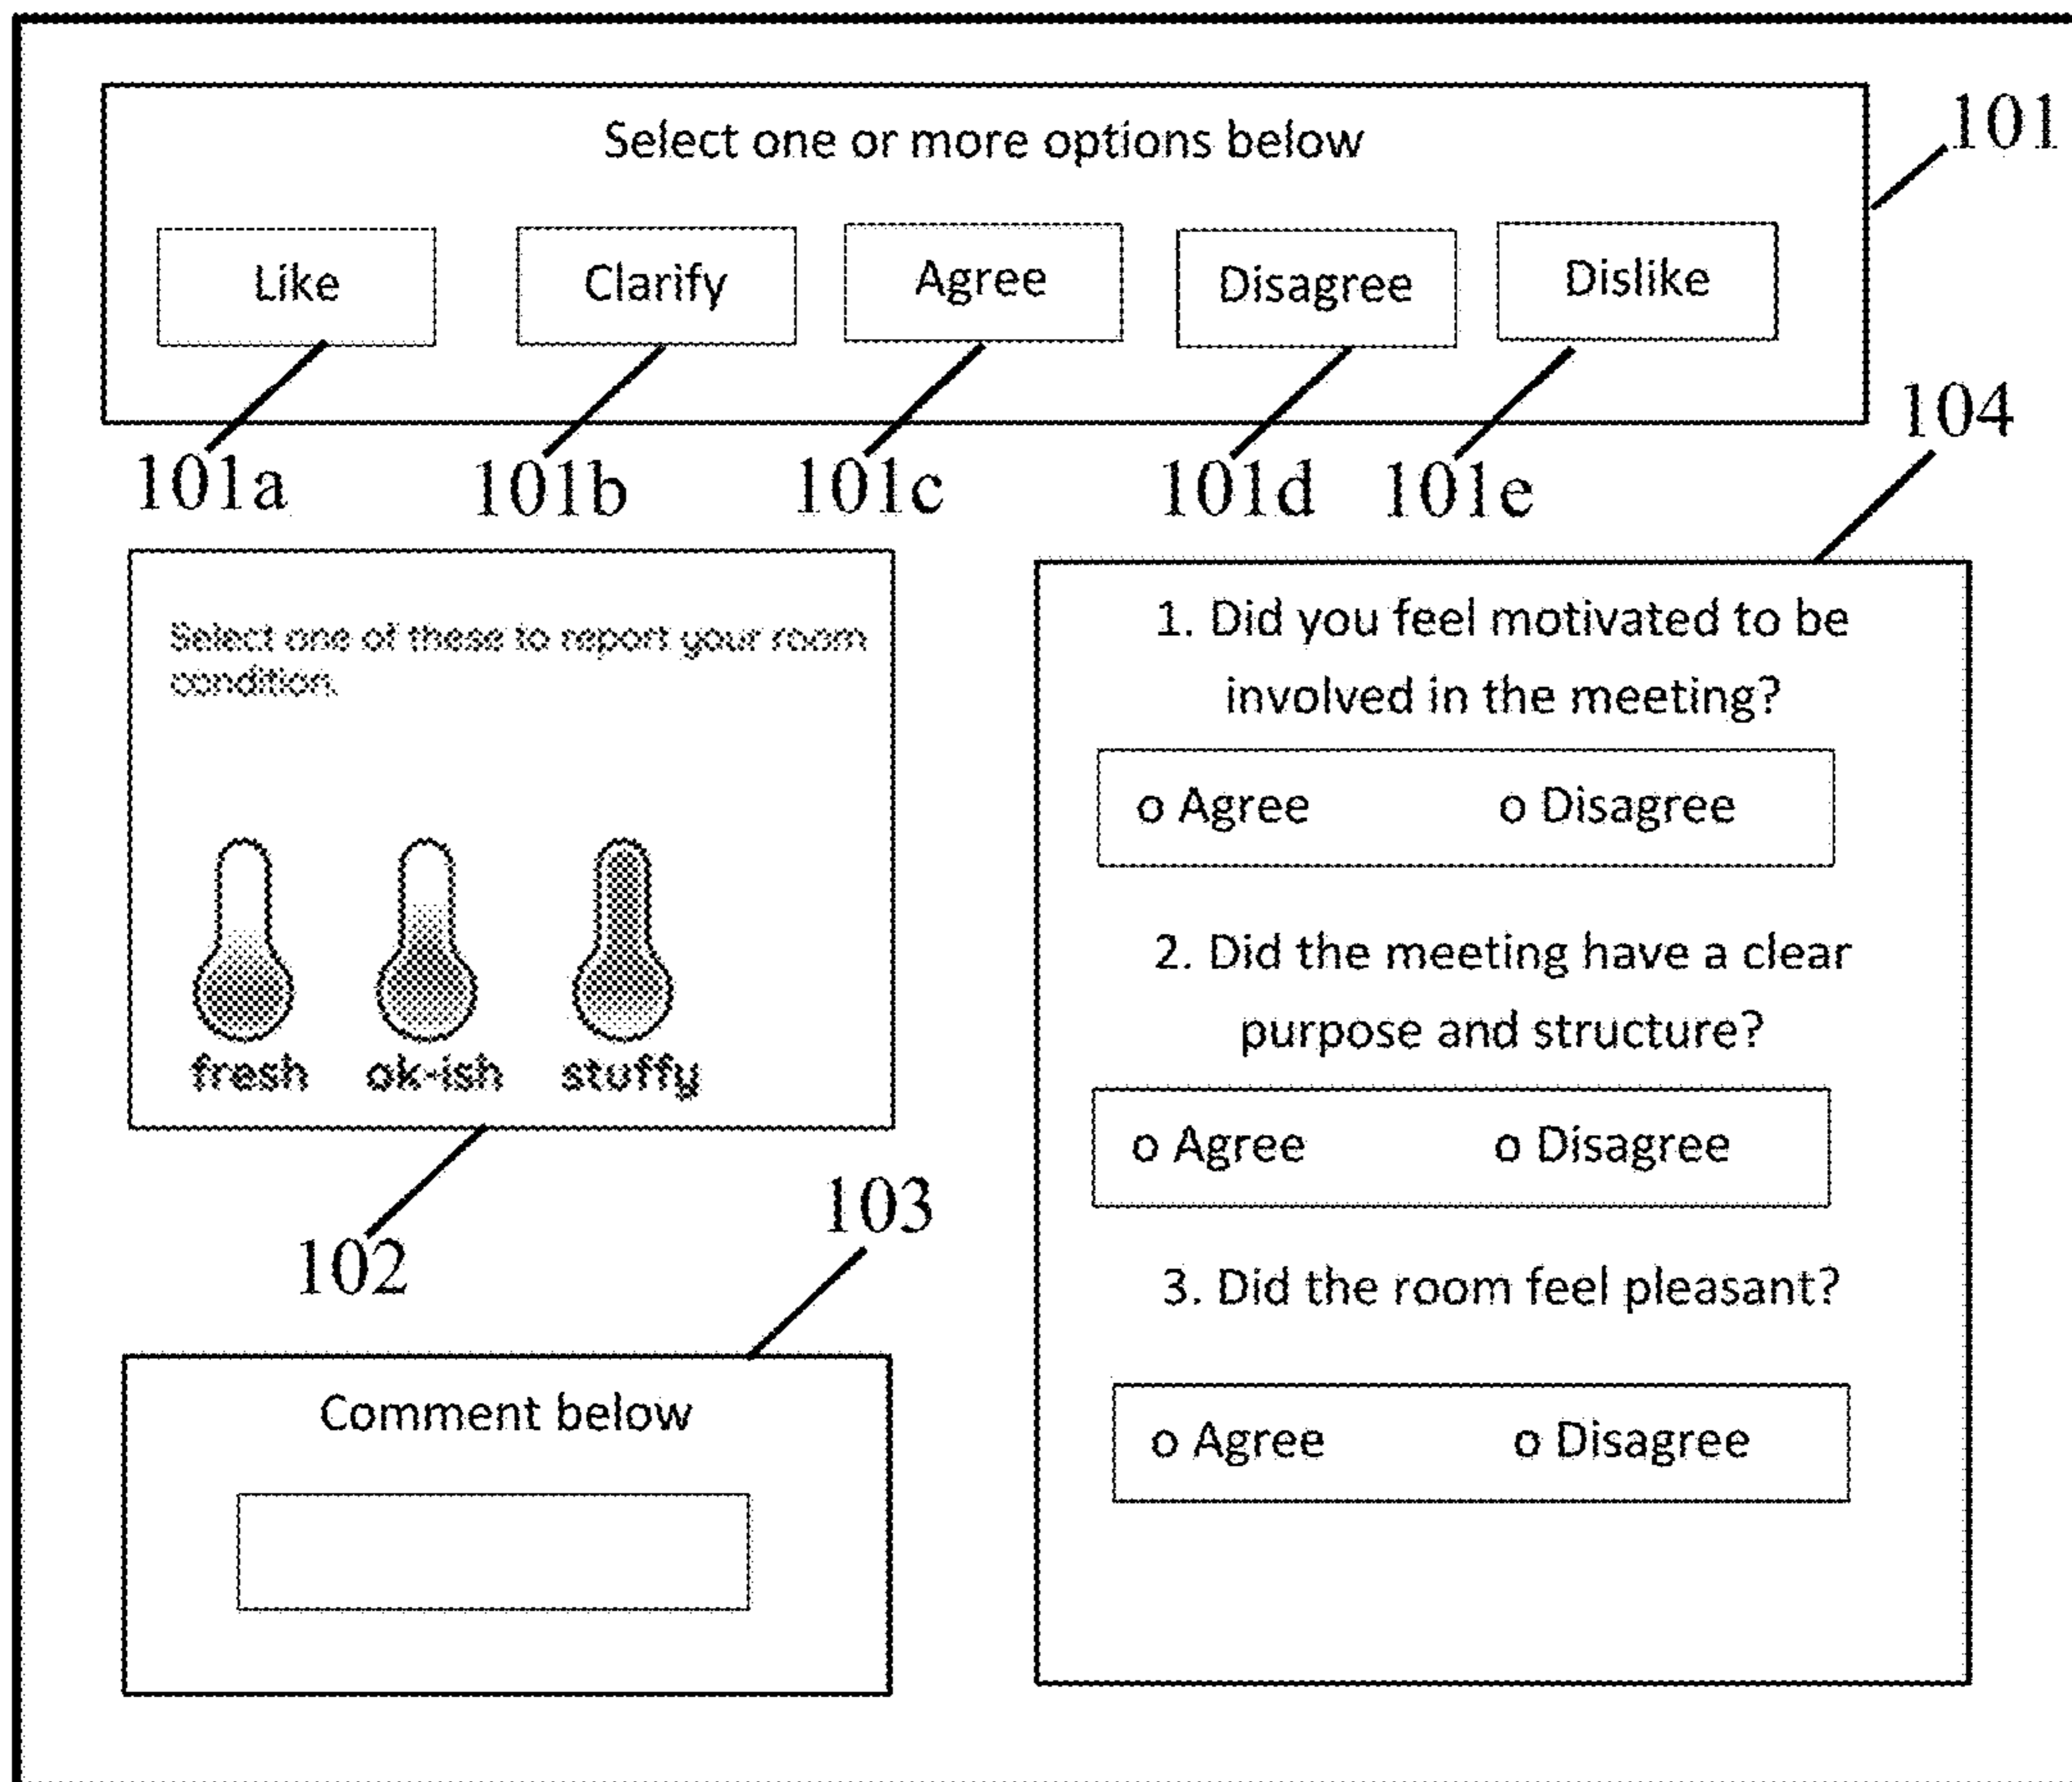 Select one or more options below
101
Like
Clarify
Agree
Disagree
Dislike
101a
101b
101c
101d
101e
104
Select one of these to report your room
condition.
fresh
ok-ish
stuffy
102
103
Comment below
1. Did you feel motivated to be
involved in the meeting?
o Agree
o Disagree
2. Did the meeting have a clear
purpose and structure?
o Agree
o Disagree
3. Did the room feel pleasant?
o Agree
o Disagree